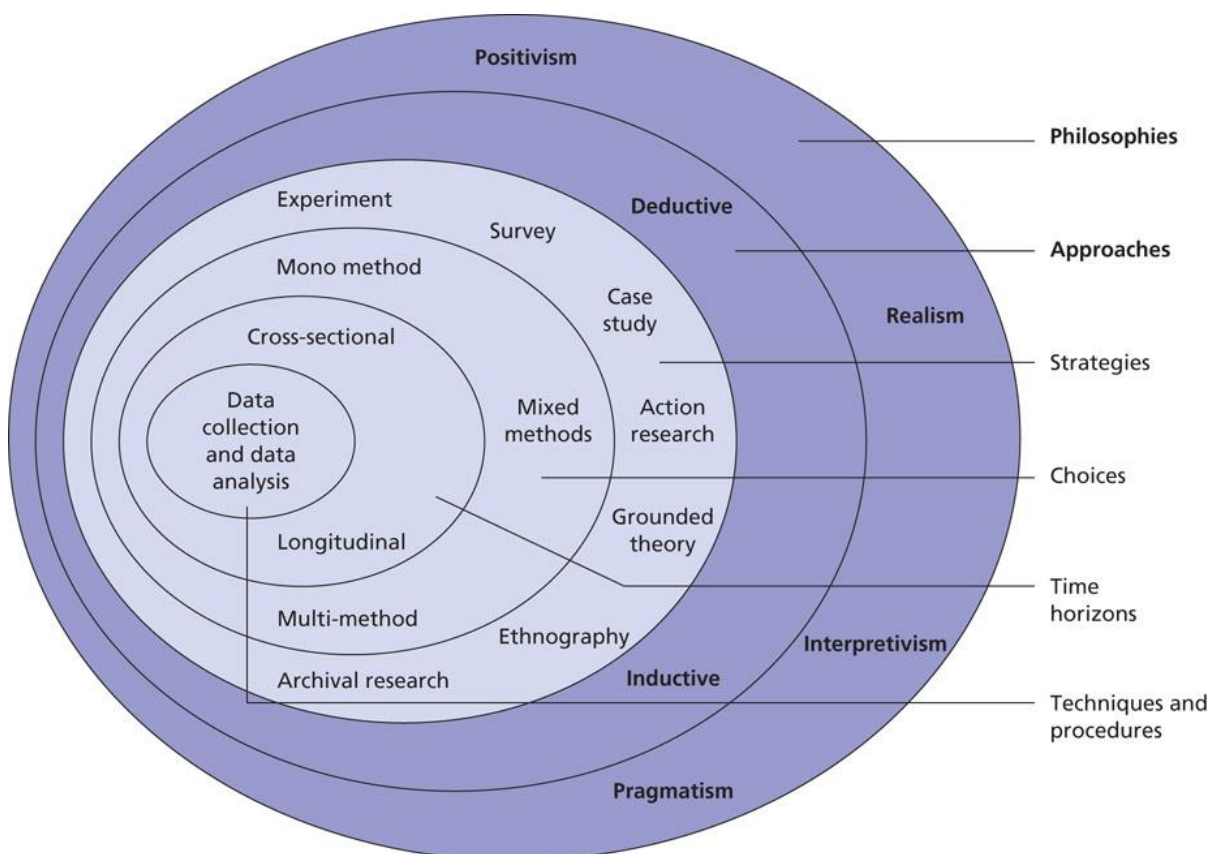 Positivism
Philosophies
Experiment
Deductive
Survey
Approaches
Mono method
Case
study
Realism
Cross-sectional
Strategies
Data
collection
and data
analysis
Mixed
methods
Action
research
Choices
Grounded
theory
Longitudinal
Time
horizons
Multi-method
Ethnography
Interpretivism
Archival research
Inductive
Techniques and
procedures
Pragmatism